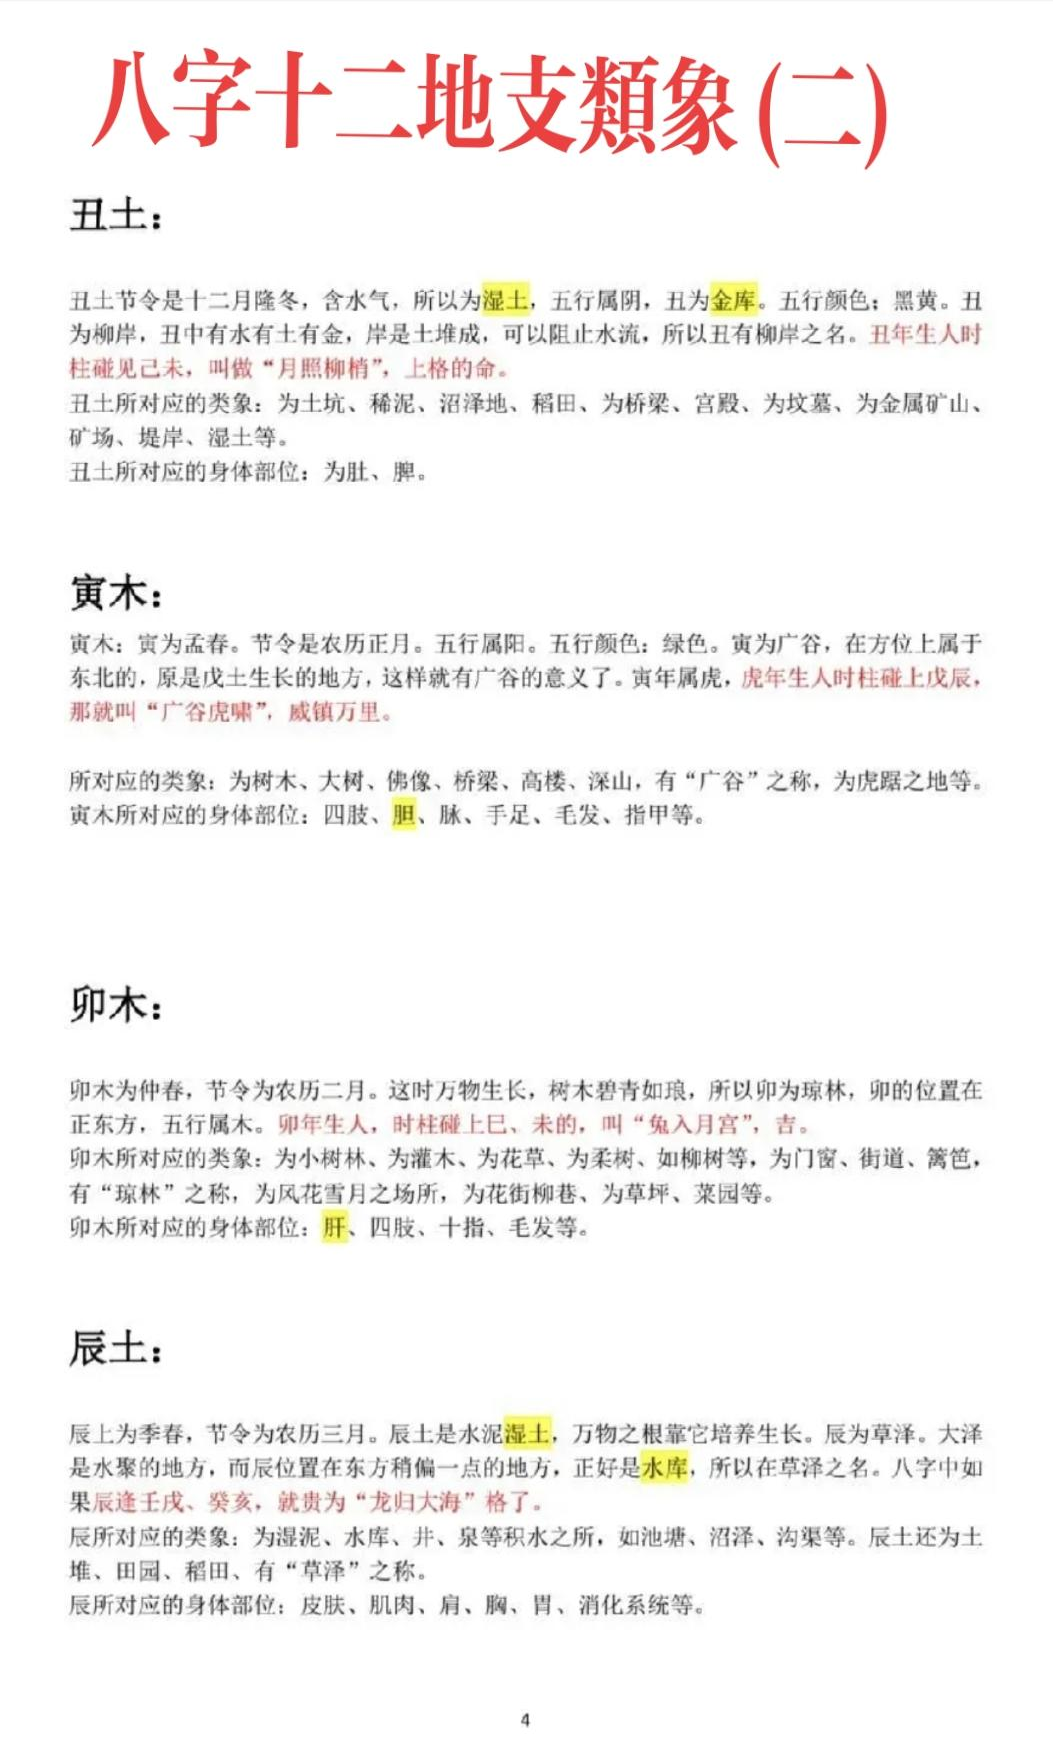 八字十二地支類象(二)
丑土：
丑土节令是十二月隆冬，含水气，所以为湿土，五行属阴，丑为金库。五行颜色；黑黄。丑
为柳岸，丑中有水有土有金，岸是土堆成，可以阻止水流，所以丑有柳岸之名。丑年生人时
柱碰见己未，叫做“月照柳梢”，上格的命。
丑土所对应的类象：为土坑、稀泥、沼泽地、稻田、为桥梁、宫殿、为坟墓、为金属矿山、
矿场、堤岸、湿土等。
丑土所对应的身体部位：为肚、脾。
寅木：
寅木：寅为孟春。节令是农历正月。五行属阳。五行颜色：绿色。寅为广谷，在方位上属于
东北的，原是戊土生长的地方，这样就有广谷的意义了。寅年属虎，虎年生人时柱碰上戊辰，
那就叫“广谷虎啸”，威镇万里。
所对应的类象：为树木、大树、佛像、桥梁、高楼、深山，有“广谷”之称，为虎踞之地等。
寅木所对应的身体部位：四肢、胆、脉、手足、毛发、指甲等。
卯木：
卯木为仲春，节令为农历二月。这时万物生长，树木碧青如琅，所以卯为琼林，卯的位置在
正东方，五行属木。卯年生人，时柱碰上巳、未的，叫“兔入月宫”，吉。
卯木所对应的类象：为小树林、为灌木、为花草、为柔树、如柳树等，为门窗、街道、篱笆，
有“琼林”之称，为风花雪月之场所，为花街柳巷、为草坪、菜园等。
卯木所对应的身体部位：肝、四肢、十指、毛发等。
辰土：
辰上为季春，节令为农历三月。辰土是水泥湿土，万物之根靠它培养生长。辰为草泽。大泽
是水聚的地方，而辰位置在东方稍偏一点的地方，正好是水库，所以在草泽之名。八字中如
果辰逢壬戌、癸亥，就贵为“龙归大海”格了。
辰所对应的类象：为湿泥、水库、井、泉等积水之所，如池塘、沼泽、沟渠等。辰土还为土
堆、田园、稻田、有“草泽”之称。
辰所对应的身体部位：皮肤、肌肉、肩、胸、胃、消化系统等。
4